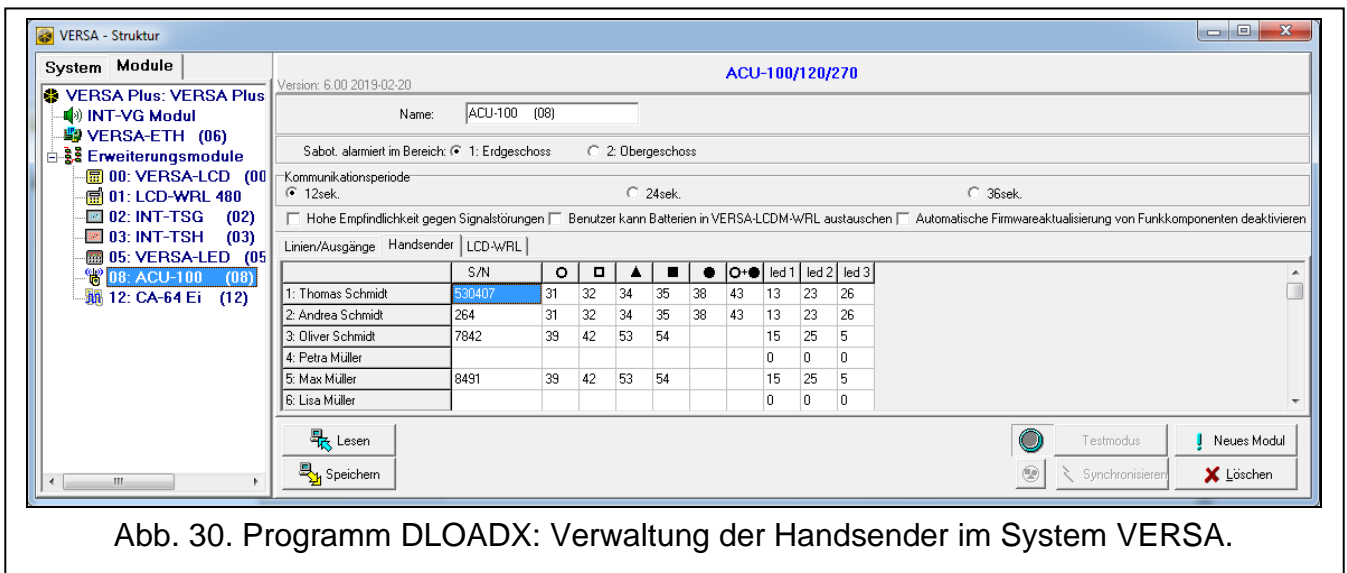 VERSA - Struktur
System Module
VERSA Plus: VERSA Plus
INT-VG Modul
VERSA-ETH (06)
Erweiterungsmodule
00: VERSA-LCD (00
01: LCD-WRL 480
02: INT-TSG (02)
03: INT-TSH (03)
05: VERSA-LED (05
08: ACU-100 (08)
12: CA-64 Ei (12)
ACU-100/120/270
Version: 6.00 2019-02-20
Name: ACU-100 (08)
Sabot. alarmiert im Bereich: 1: Erdgeschoss 2: Obergeschoss
Kommunikationsperiode
12sek. 24sek. 36sek.
Hohe Empfindlichkeit gegen Signalstörungen Benutzer kann Batterien in VERSA-LCDM-WRL austauschen Automatische Firmwareaktualisierung von Funkkomponenten deaktivieren
Linien/Ausgänge Handsender LCD-WRL
S/N led 1 led 2 led 3
1: Thomas Schmidt 530407 31 32 34 35 38 43 13 23 26
2: Andrea Schmidt 264 31 32 34 35 38 43 13 23 26
3: Oliver Schmidt 7842 39 42 53 54 15 25 5
4: Petra Müller 0 0 0
5: Max Müller 8491 39 42 53 54 15 25 5
6: Lisa Müller 0 0 0
Lesen Testmodus Neues Modul
Speichern Synchronisieren Löschen
Abb. 30. Programm DLOADX: Verwaltung der Handsender im System VERSA.